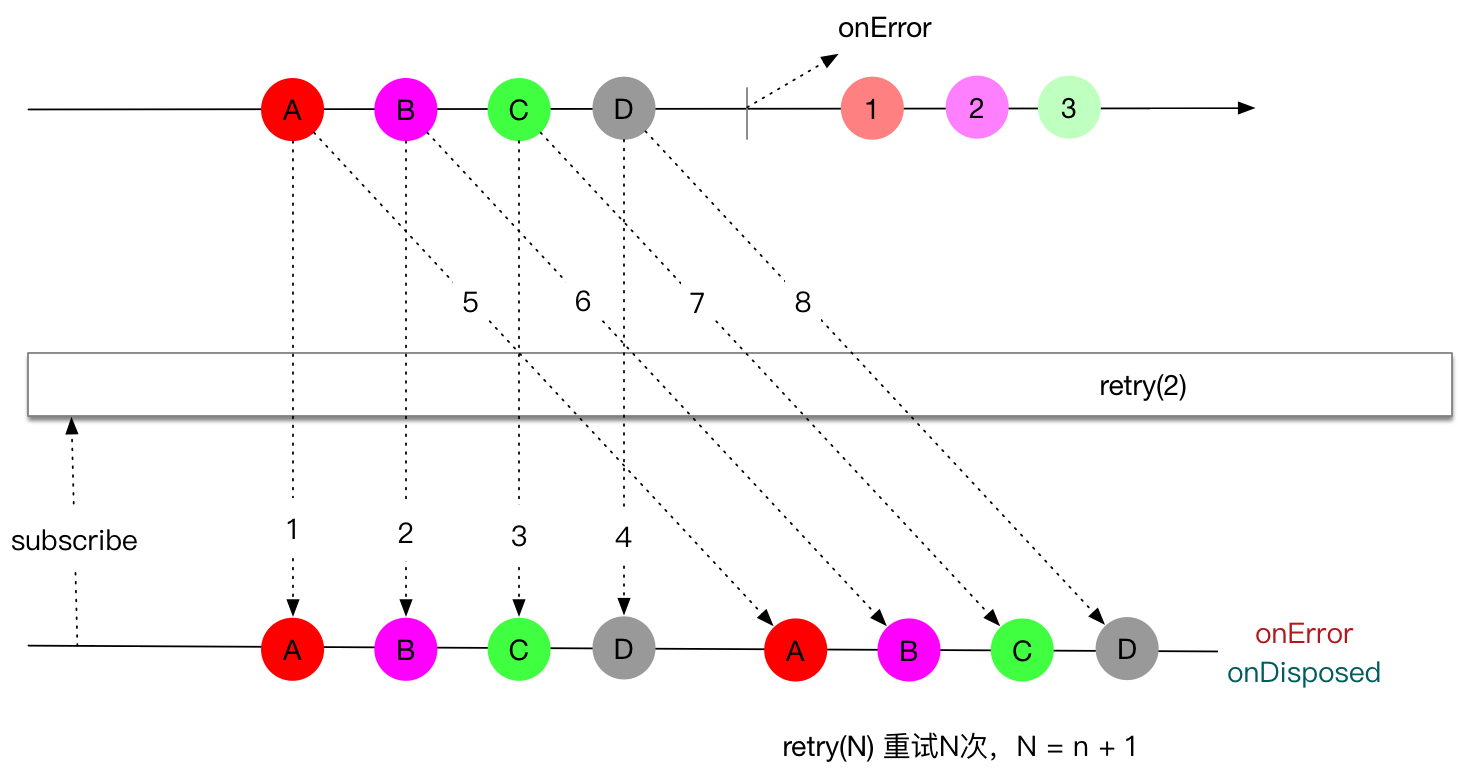 onError
A B C D 1 2 3
5 6 7 8
retry(2)
1 2 3 4
subscribe
A B C D A B C D
onError
onDisposed
retry(N) 重试N次，N = n + 1